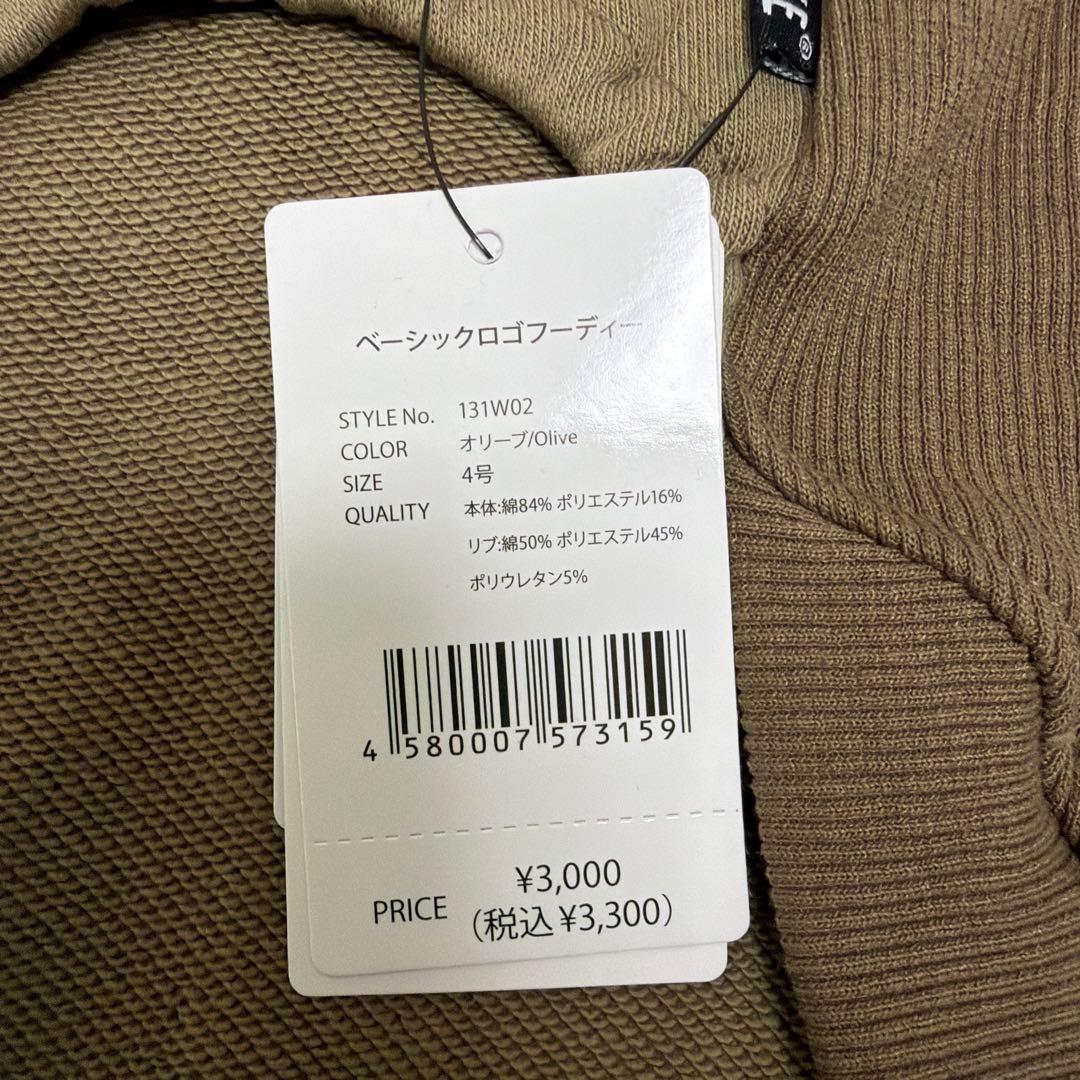 ベーシックロゴフーディー
STYLE No. 131W02
COLOR オリーブ/Olive
SIZE 4号
QUALITY 本体:綿84% ポリエステル16%
リブ:綿50% ポリエステル45%
ポリウレタン5%
4 580007 573159
¥3,000
PRICE (税込 ¥3,300)